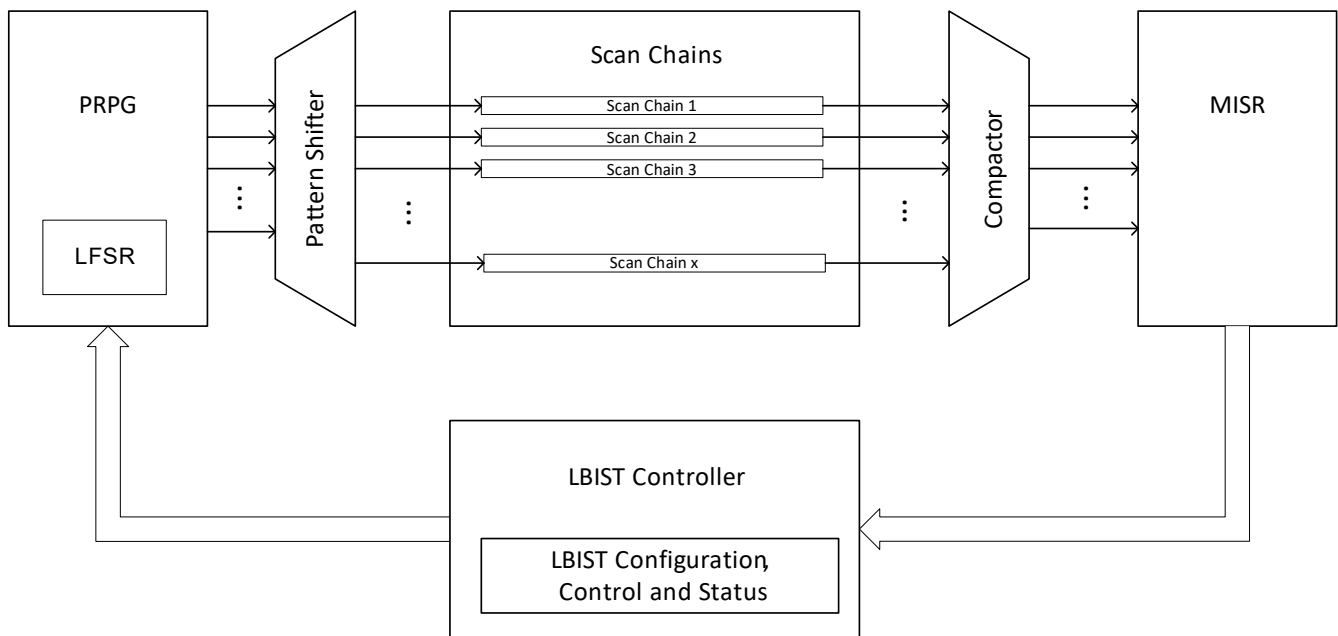 PRPG
LFSR
Pattern Shifter
Scan Chains
Scan Chain 1
Scan Chain 2
Scan Chain 3
Scan Chain x
Compactor
MISR
LBIST Controller
LBIST Configuration,
Control and Status